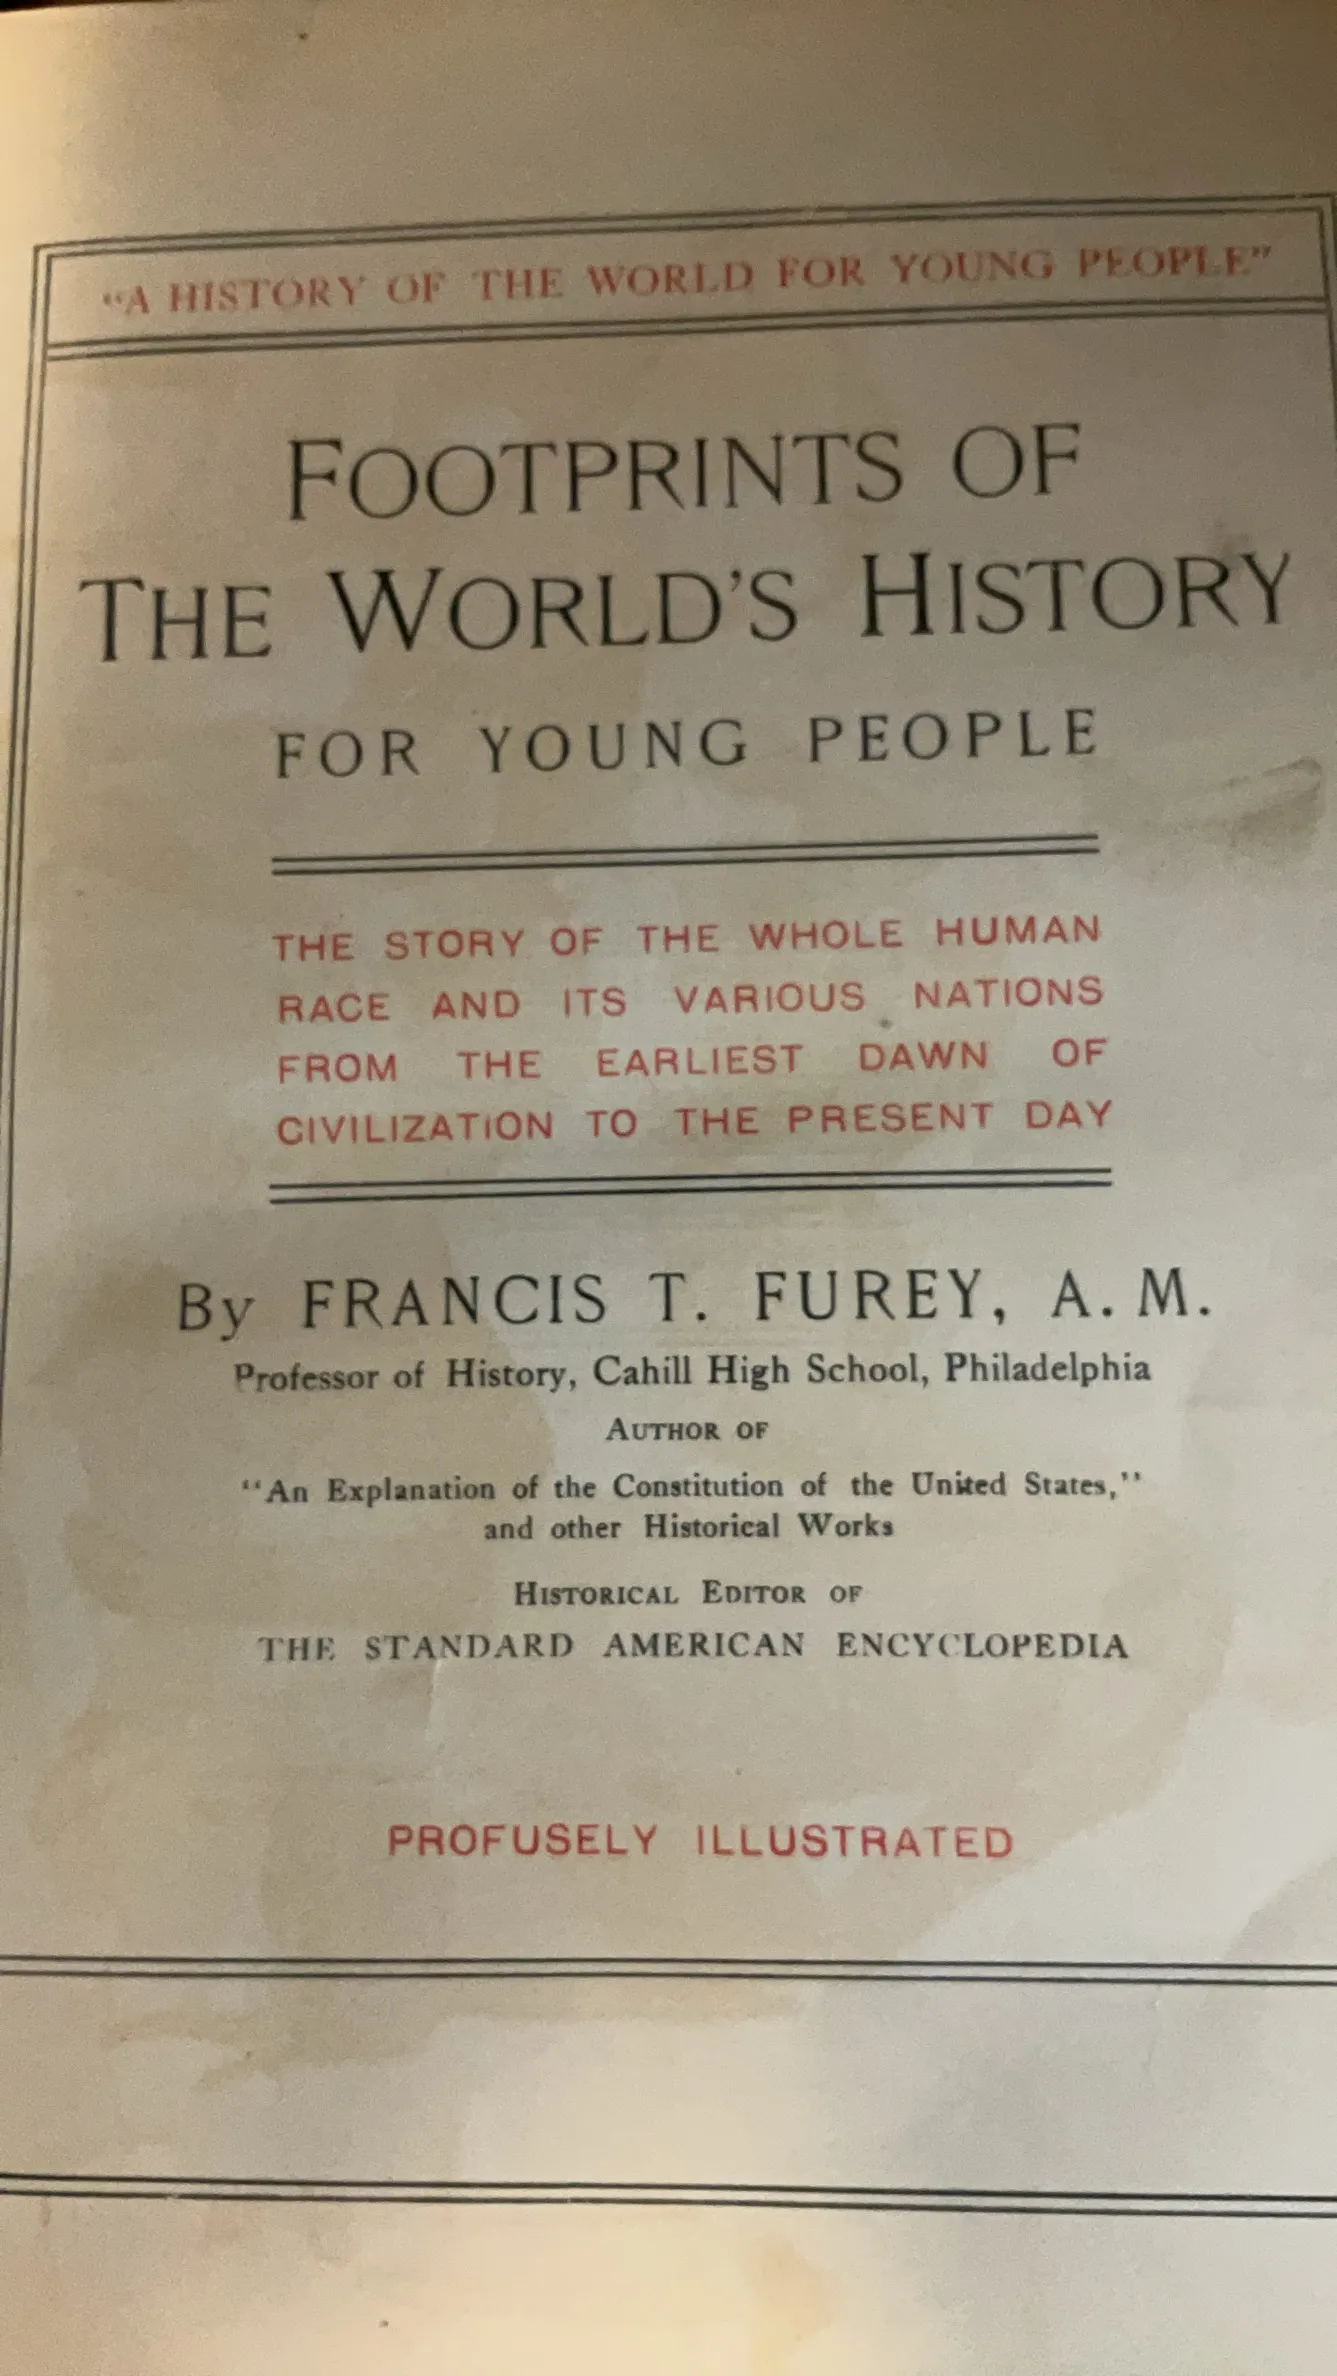 "A HISTORY OF THE WORLD FOR YOUNG PEOPLE"
FOOTPRINTS OF
THE WORLD'S HISTORY
FOR YOUNG PEOPLE
THE STORY OF THE WHOLE HUMAN
RACE AND ITS VARIOUS NATIONS
FROM THE EARLIEST DAWN OF
CIVILIZATION TO THE PRESENT DAY
By FRANCIS T. FUREY, A. M.
Professor of History, Cahill High School, Philadelphia
AUTHOR OF
"An Explanation of the Constitution of the United States,"
and other Historical Works
HISTORICAL EDITOR OF
THE STANDARD AMERICAN ENCYCLOPEDIA
PROFUSELY ILLUSTRATED